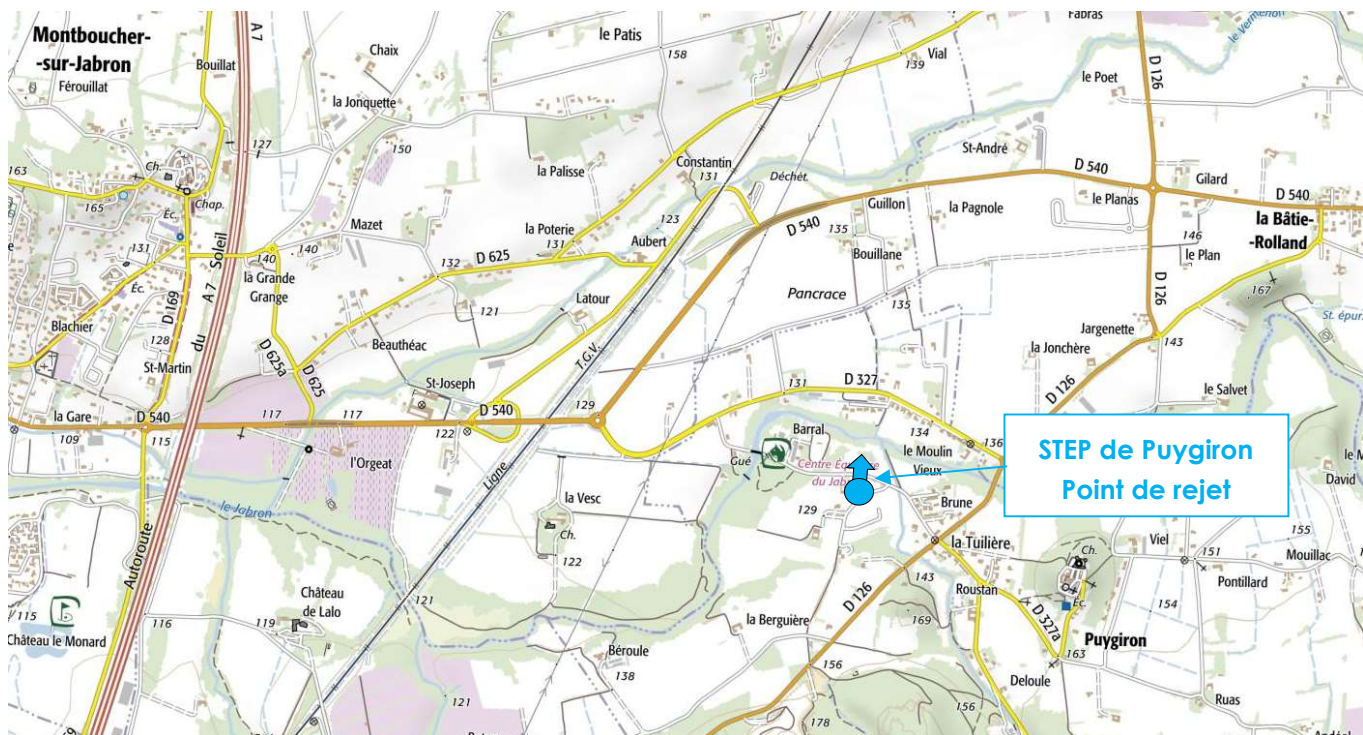 Montboucher-
-sur-Jabron
Férouillat
Bouillat
A 7
Chaix
le Patis
158
Vial
139
Fabras
le Vermenon
D 126
le Poet
la Jonquette
127
150
163
Ch.
165
Chap.
Éc.
131
Éc.
la Palisse
Constantin
131
Déchèt.
St-André
D 540
Gilard
D 540
le Planas
la Bâtie-
-Rolland
Guillon
la Pagnole
D 540
135
Bouillane
146
le Plan
Mazet
140
140
la Grande
Grange
la Poterie
131
123
Aubert
D 625
132
Soleil
A 7
du
D 169
Blachier
128
St-Martin
Latour
121
Pancrace
135
D 126
167
St. épur.
Jargenette
143
la Jonchère
Beauthéac
D 625a
D 625
T.G.V.
St-Joseph
131
D 327
D 126
le Salvet
la Gare
D 540
109
115
117
117
D 540
122
129
Barral
134
le Moulin
Vieux
136
l'Orgeat
Ligne
Gué
Centre
du
129
Brune
STEP de Puygiron
Point de rejet
David
155
le Jabron
la Vesc
Ch.
122
la Tuilière
Ch.
Viel
151
Mouillac
Pontillard
Autoroute
121
143
Roustan
Éc.
154
115
Château le Monard
116
Château
de Lalo
119
la Berguière
D 126
169
D 327a
Puygiron
163
Béroule
138
156
Deloule
Ruas
121
178
156